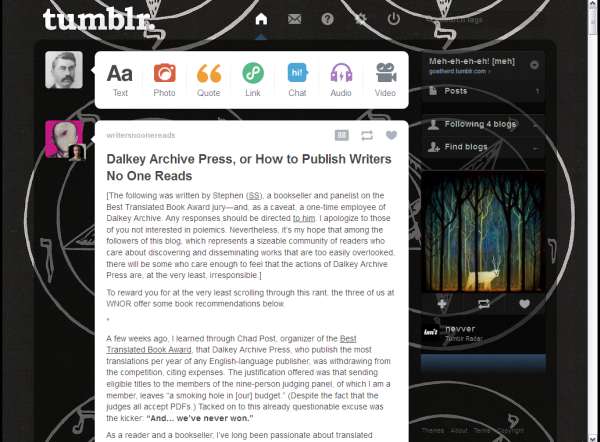 tumblr.
Search tags
Aa
hi!
Text
Photo
Quote
Link
Chat
Audio
Video
Meh-eh-eh-eh! [meh]
goatherd.tumblr.com ›
Posts
1
Following 4 blogs
Find blogs
writersnoonereads
Dalkey Archive Press, or How to Publish Writers
No One Reads
[The following was written by Stephen (SS), a bookseller and panelist on the
Best Translated Book Award jury—and, as a caveat, a one-time employee of
Dalkey Archive. Any responses should be directed to him. I apologize to those
of you not interested in polemics. Nevertheless, it's my hope that among the
followers of this blog, which represents a sizeable community of readers who
care about discovering and disseminating works that are too easily overlooked,
there will be some who care enough to feel that the actions of Dalkey Archive
Press are, at the very least, irresponsible.]
To reward you for at the very least scrolling through this rant, the three of us at
WNOR offer some book recommendations below.
*
A few weeks ago, I learned through Chad Post, organizer of the Best
Translated Book Award, that Dalkey Archive Press, who publish the most
translations per year of any English-language publisher, was withdrawing from
the competition, citing expenses. The justification offered was that sending
eligible titles to the members of the nine-person judging panel, of which I am a
member, leaves "a smoking hole in [our] budget." (Despite the fact that the
judges all accept PDFs.) Tacked on to this already questionable excuse was
the kicker: "And… we've never won."
As a reader and a bookseller, I've long been passionate about translated
nevver
Tumblr Radar
Themes About Terms Copyright